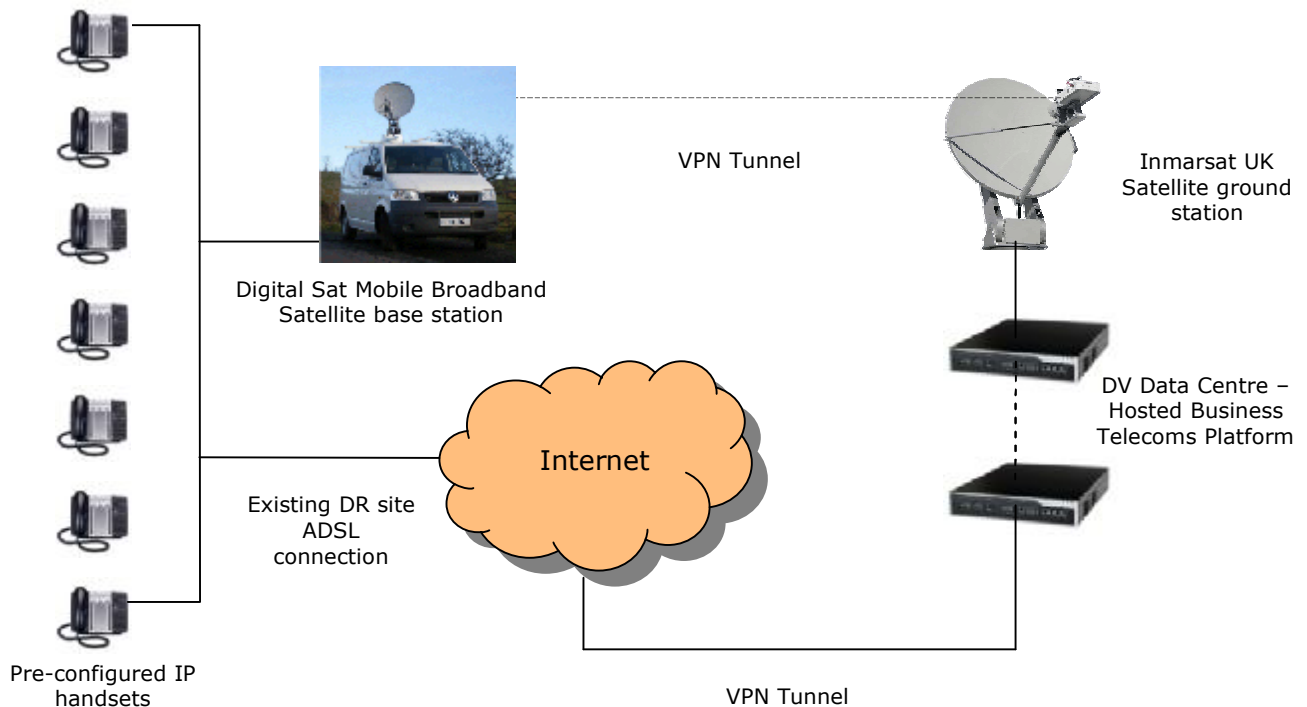 VPN Tunnel
Inmarsat UK
Satellite ground
station
Digital Sat Mobile Broadband
Satellite base station
DV Data Centre –
Hosted Business
Telecoms Platform
Internet
Existing DR site
ADSL
connection
Pre-configured IP
handsets
VPN Tunnel